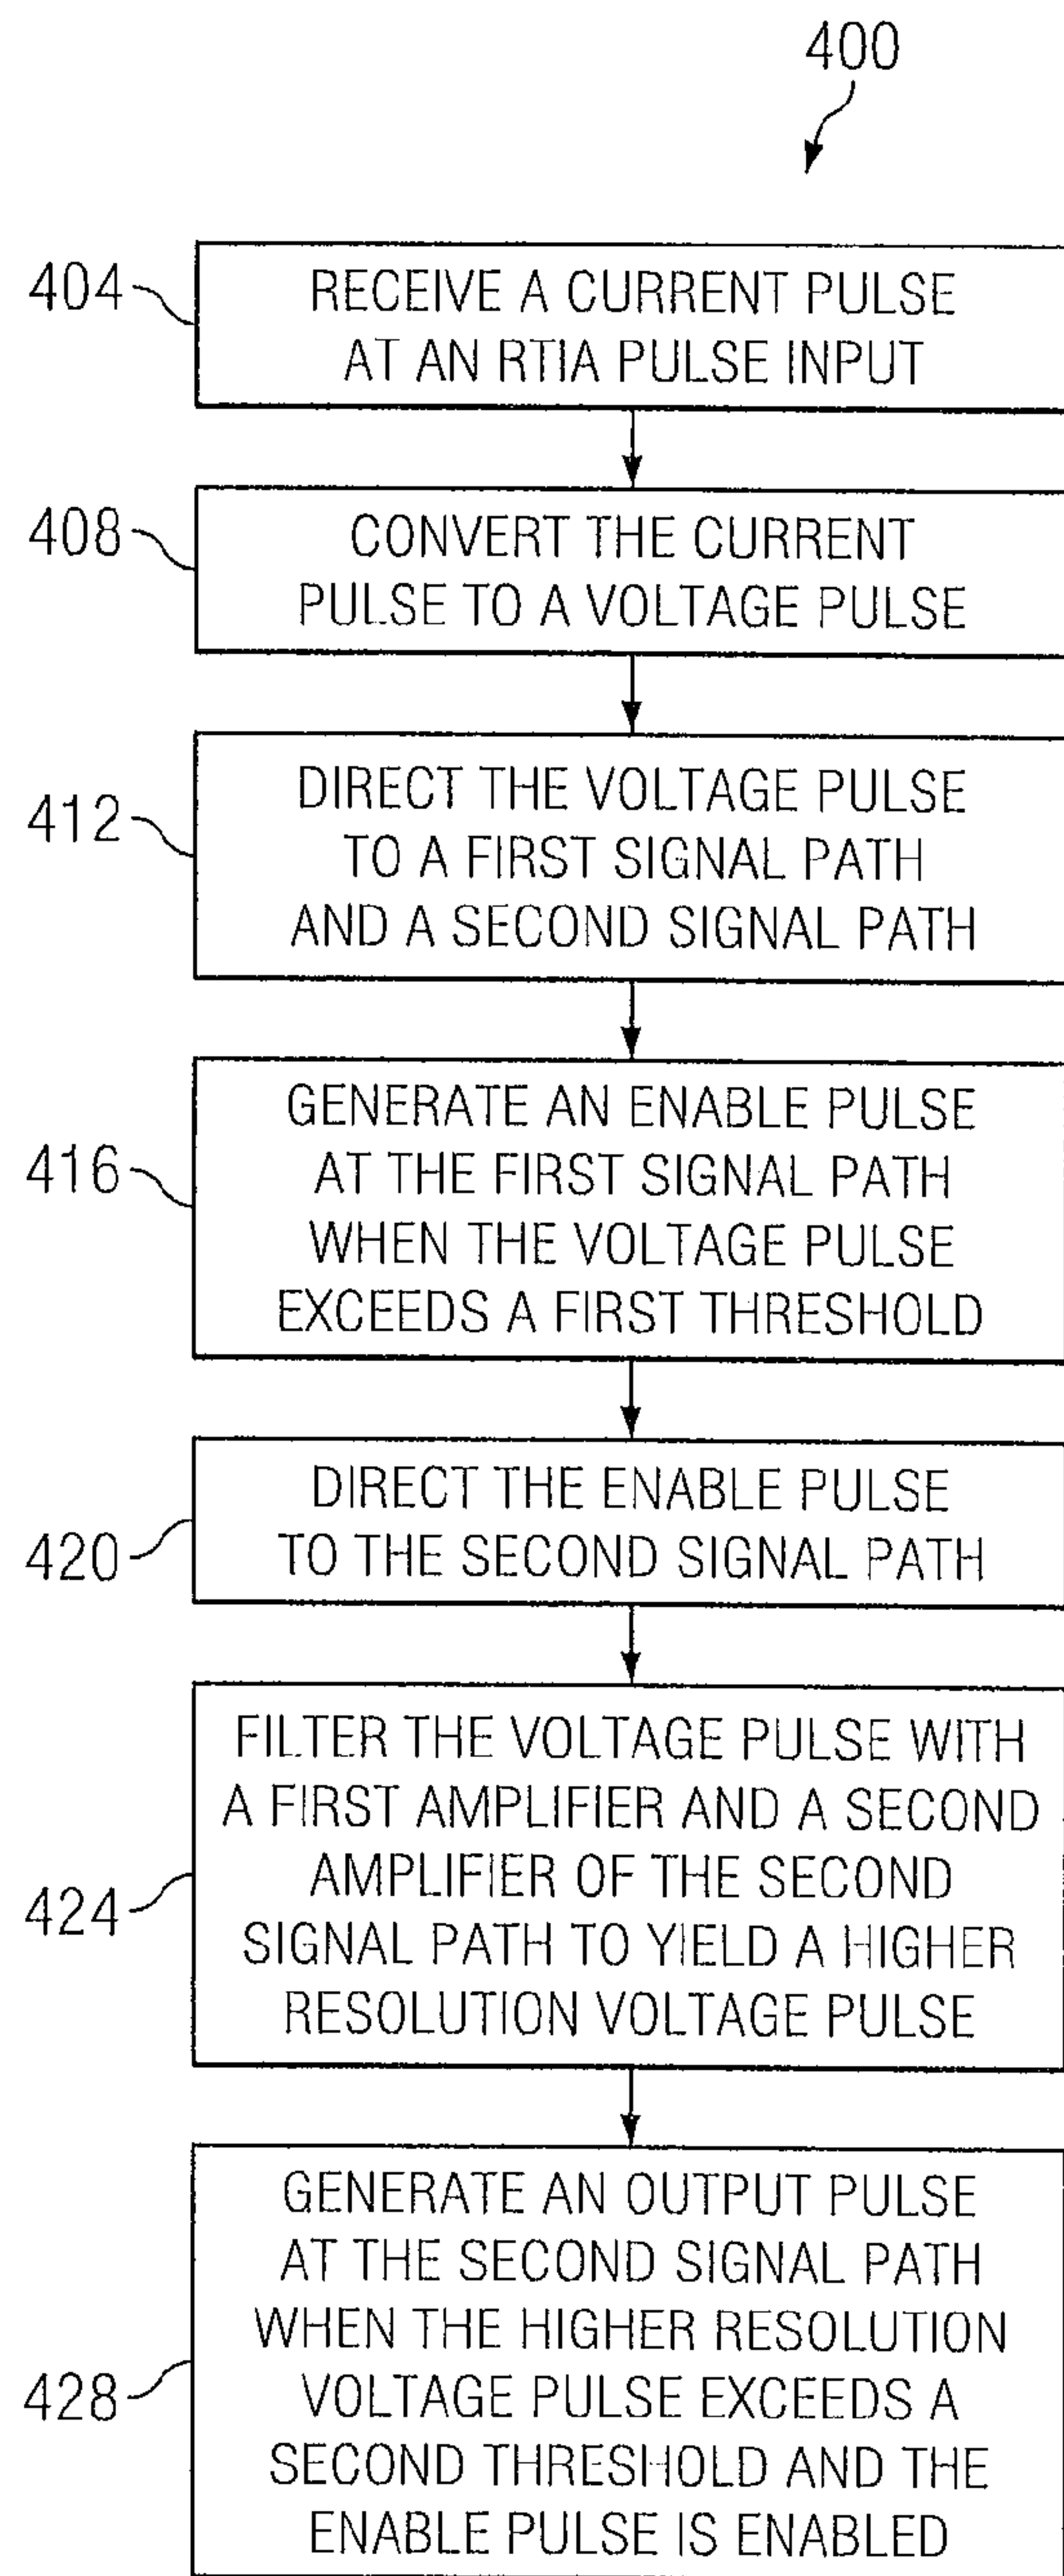 400
404
RECEIVE A CURRENT PULSE
AT AN RTIA PULSE INPUT
408
CONVERT THE CURRENT
PULSE TO A VOLTAGE PULSE
412
DIRECT THE VOLTAGE PULSE
TO A FIRST SIGNAL PATH
AND A SECOND SIGNAL PATH
416
GENERATE AN ENABLE PULSE
AT THE FIRST SIGNAL PATH
WHEN THE VOLTAGE PULSE
EXCEEDS A FIRST THRESHOLD
420
DIRECT THE ENABLE PULSE
TO THE SECOND SIGNAL PATH
424
FILTER THE VOLTAGE PULSE WITH
A FIRST AMPLIFIER AND A SECOND
AMPLIFIER OF THE SECOND
SIGNAL PATH TO YIELD A HIGHER
RESOLUTION VOLTAGE PULSE
428
GENERATE AN OUTPUT PULSE
AT THE SECOND SIGNAL PATH
WHEN THE HIGHER RESOLUTION
VOLTAGE PULSE EXCEEDS A
SECOND THRESHOLD AND THE
ENABLE PULSE IS ENABLED